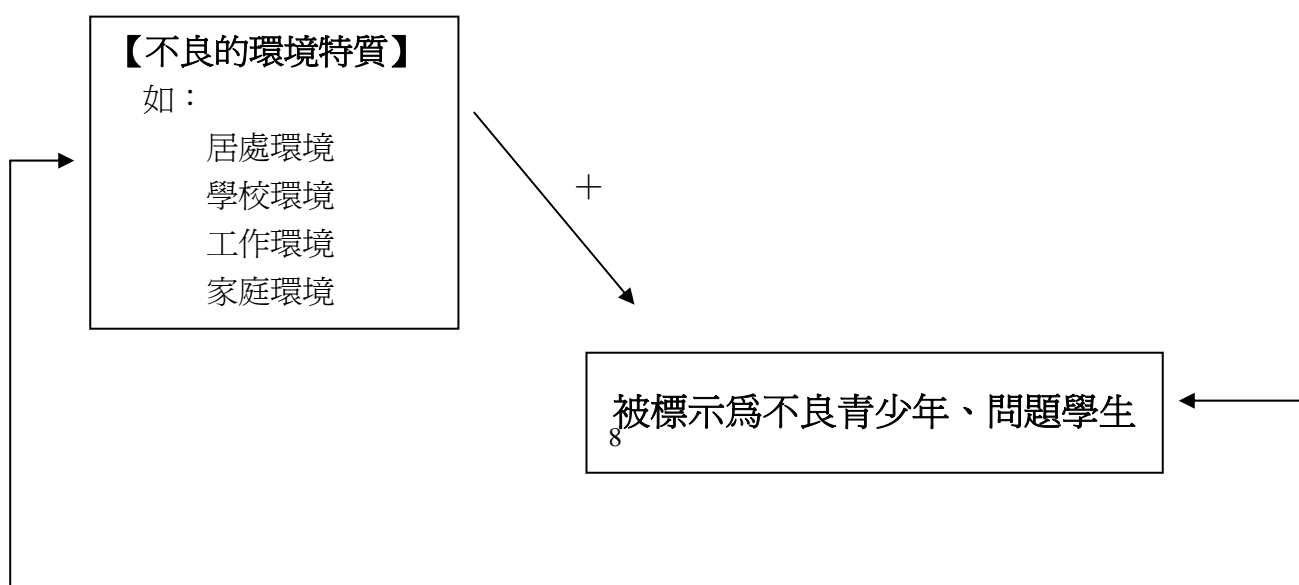 【不良的環境特質】
如：
居處環境
學校環境
工作環境
家庭環境
＋
被標示為不良青少年、問題學生
8